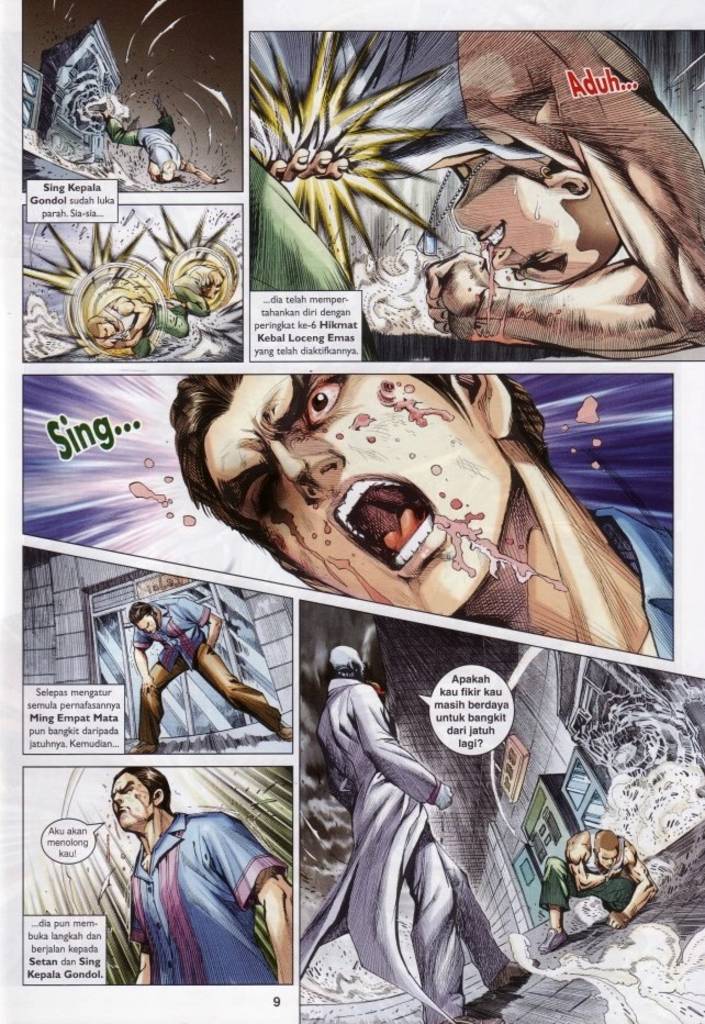 Sing Kepala
Gondol sudah luka
parah. Sia-sia...
Aduh...
...dia telah memper-
tahankan diri dengan
peringkat ke-6 Hikmat
Kebal Loceng Emas
yang telah diaktifkannya.
Sing...
Selepas mengatur
semula pernafasannya
Ming Empat Mata
pun bangkit daripada
jatuhnya. Kemudian...
Apakah
kau fikir kau
masih berdaya
untuk bangkit
dari jatuh
lagi?
Aku akan
menolong
kau!
...dia pun mem-
buka langkah dan
berjalan kepada
Setan dan Sing
Kepala Gondol.
9